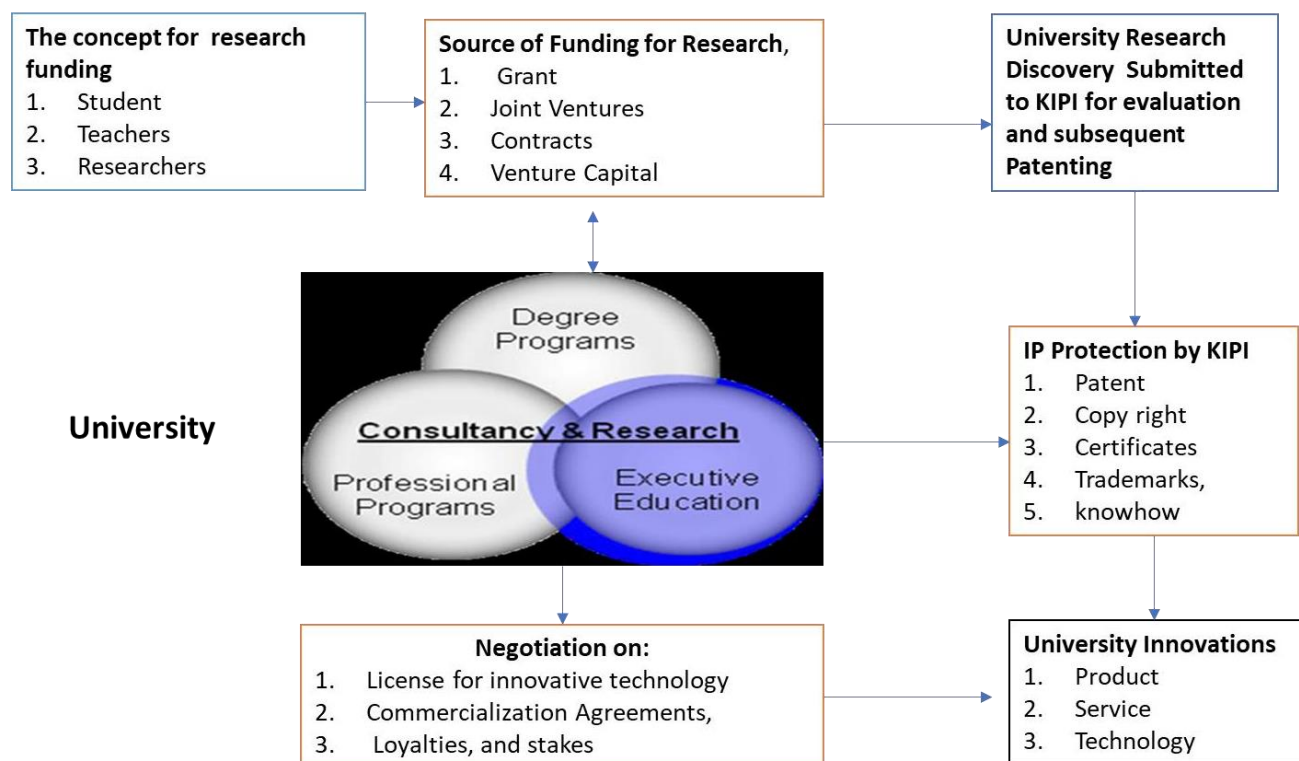 The concept for research
funding
1. Student
2. Teachers
3. Researchers
Source of Funding for Research,
1. Grant
2. Joint Ventures
3. Contracts
4. Venture Capital
University Research
Discovery Submitted
to KIPI for evaluation
and subsequent
Patenting
University
Degree
Programs
Consultancy & Research
Professional
Programs
Executive
Education
IP Protection by KIPI
1. Patent
2. Copy right
3. Certificates
4. Trademarks,
5. knowhow
Negotiation on:
1. License for innovative technology
2. Commercialization Agreements,
3. Loyalties, and stakes
University Innovations
1. Product
2. Service
3. Technology